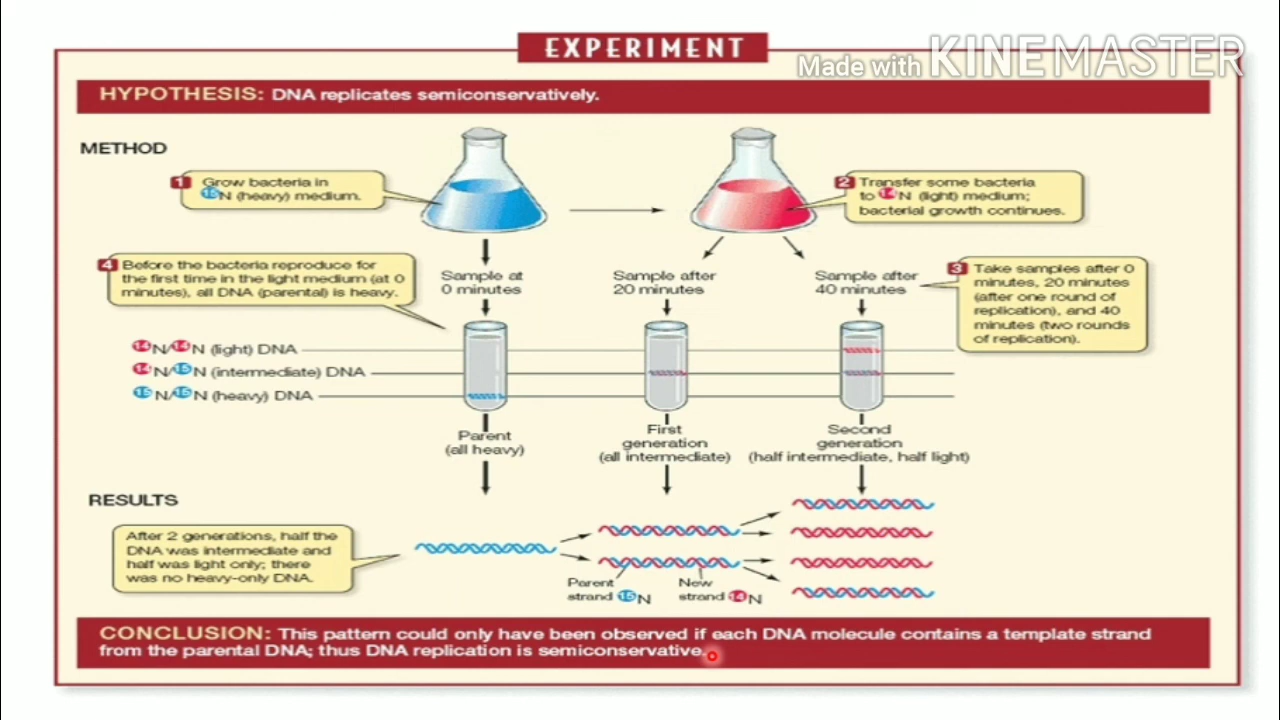 EXPERIMENT
Made with KINEMASTER
HYPOTHESIS: DNA replicates semiconservatively.
METHOD
1 Grow bacteria in
15N (heavy) medium.
2 Transfer some bacteria
to 14N (light) medium;
bacterial growth continues.
4 Before the bacteria reproduce for
the first time in the light medium (at 0
minutes), all DNA (parental) is heavy.
Sample at
0 minutes
Sample after
20 minutes
Sample after
40 minutes
3 Take samples after 0
minutes, 20 minutes
(after one round of
replication), and 40
minutes (two rounds
of replication).
14N/14N (light) DNA
14N/15N (intermediate) DNA
15N/15N (heavy) DNA
Parent
(all heavy)
First
generation
(all intermediate)
Second
generation
(half intermediate, half light)
RESULTS
After 2 generations, half the
DNA was intermediate and
half was light only; there
was no heavy-only DNA.
Parent
strand 15N
New
strand 14N
CONCLUSION: This pattern could only have been observed if each DNA molecule contains a template strand
from the parental DNA; thus DNA replication is semiconservative.